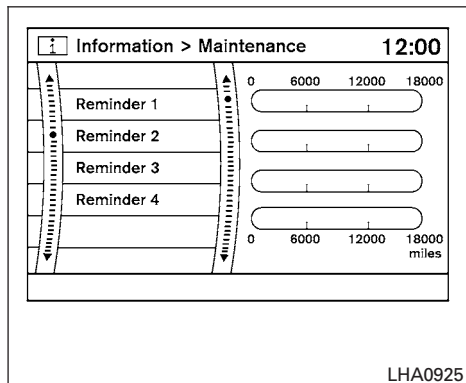 i Information > Maintenance 12:00
0 6000 12000 18000
Reminder 1
Reminder 2
Reminder 3
Reminder 4
0 6000 12000 18000
miles
LHA0925